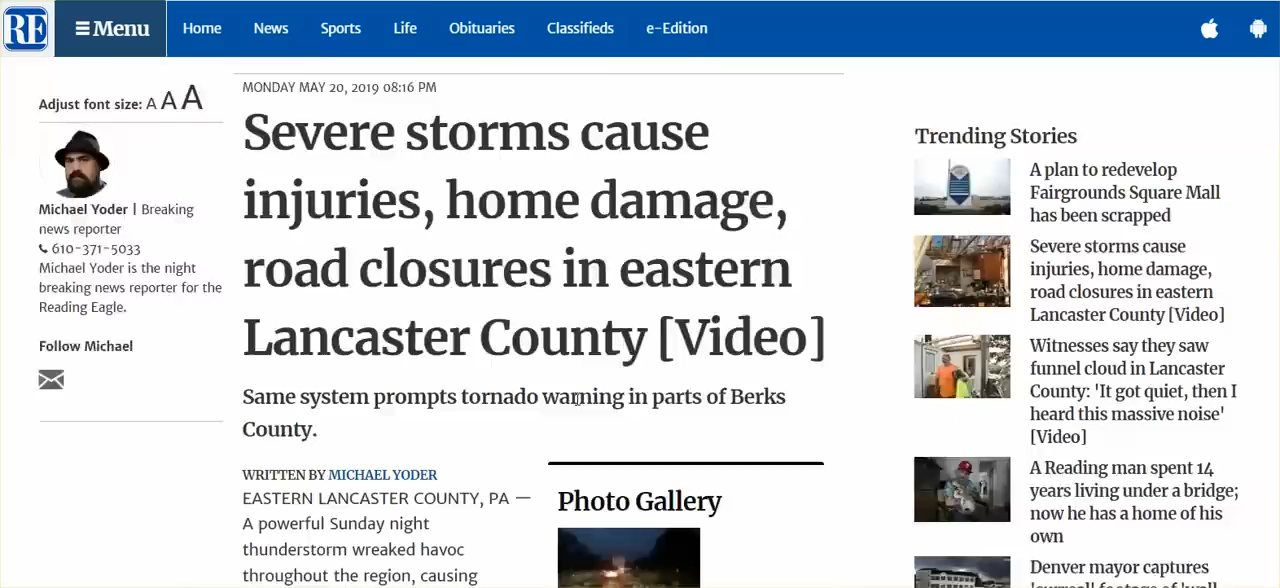 RE
Menu
Home
News
Sports
Life
Obituaries
Classifieds
e-Edition
Adjust font size: A A A
Michael Yoder | Breaking
news reporter
610-371-5033
Michael Yoder is the night
breaking news reporter for the
Reading Eagle.
Follow Michael
MONDAY MAY 20, 2019 08:16 PM
Severe storms cause
injuries, home damage,
road closures in eastern
Lancaster County [Video]
Same system prompts tornado warning in parts of Berks
County.
WRITTEN BY MICHAEL YODER
EASTERN LANCASTER COUNTY, PA —
A powerful Sunday night
thunderstorm wreaked havoc
throughout the region, causing
Photo Gallery
Trending Stories
A plan to redevelop
Fairgrounds Square Mall
has been scrapped
Severe storms cause
injuries, home damage,
road closures in eastern
Lancaster County [Video]
Witnesses say they saw
funnel cloud in Lancaster
County: 'It got quiet, then I
heard this massive noise'
[Video]
A Reading man spent 14
years living under a bridge;
now he has a home of his
own
Denver mayor captures